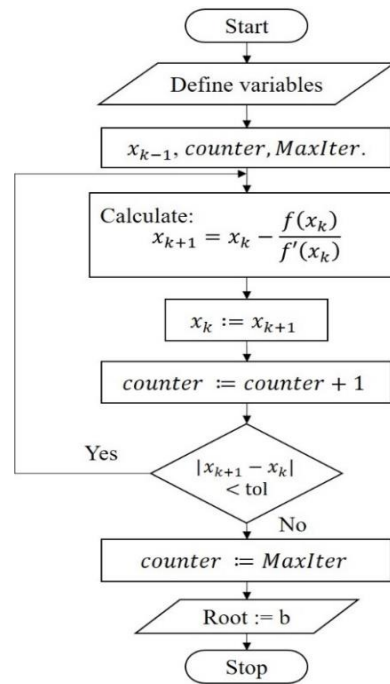 Start
Define variables
x_{k-1}, counter, MaxIter.
Calculate:
x_{k+1} = x_k - \frac{f(x_k)}{f'(x_k)}
x_k := x_{k+1}
counter := counter + 1
Yes
|x_{k+1} - x_k|
< tol
No
counter := MaxIter
Root := b
Stop